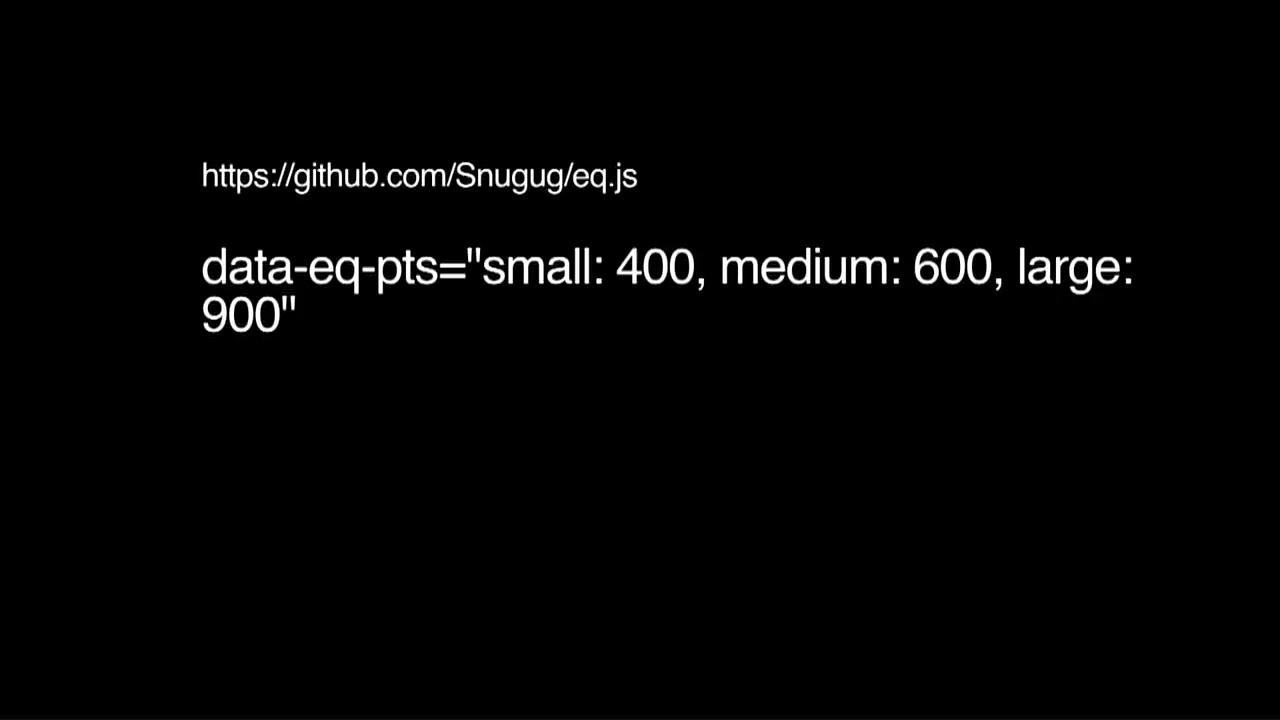 https://github.com/Snugug/eq.js
data-eq-pts="small: 400, medium: 600, large:
900"